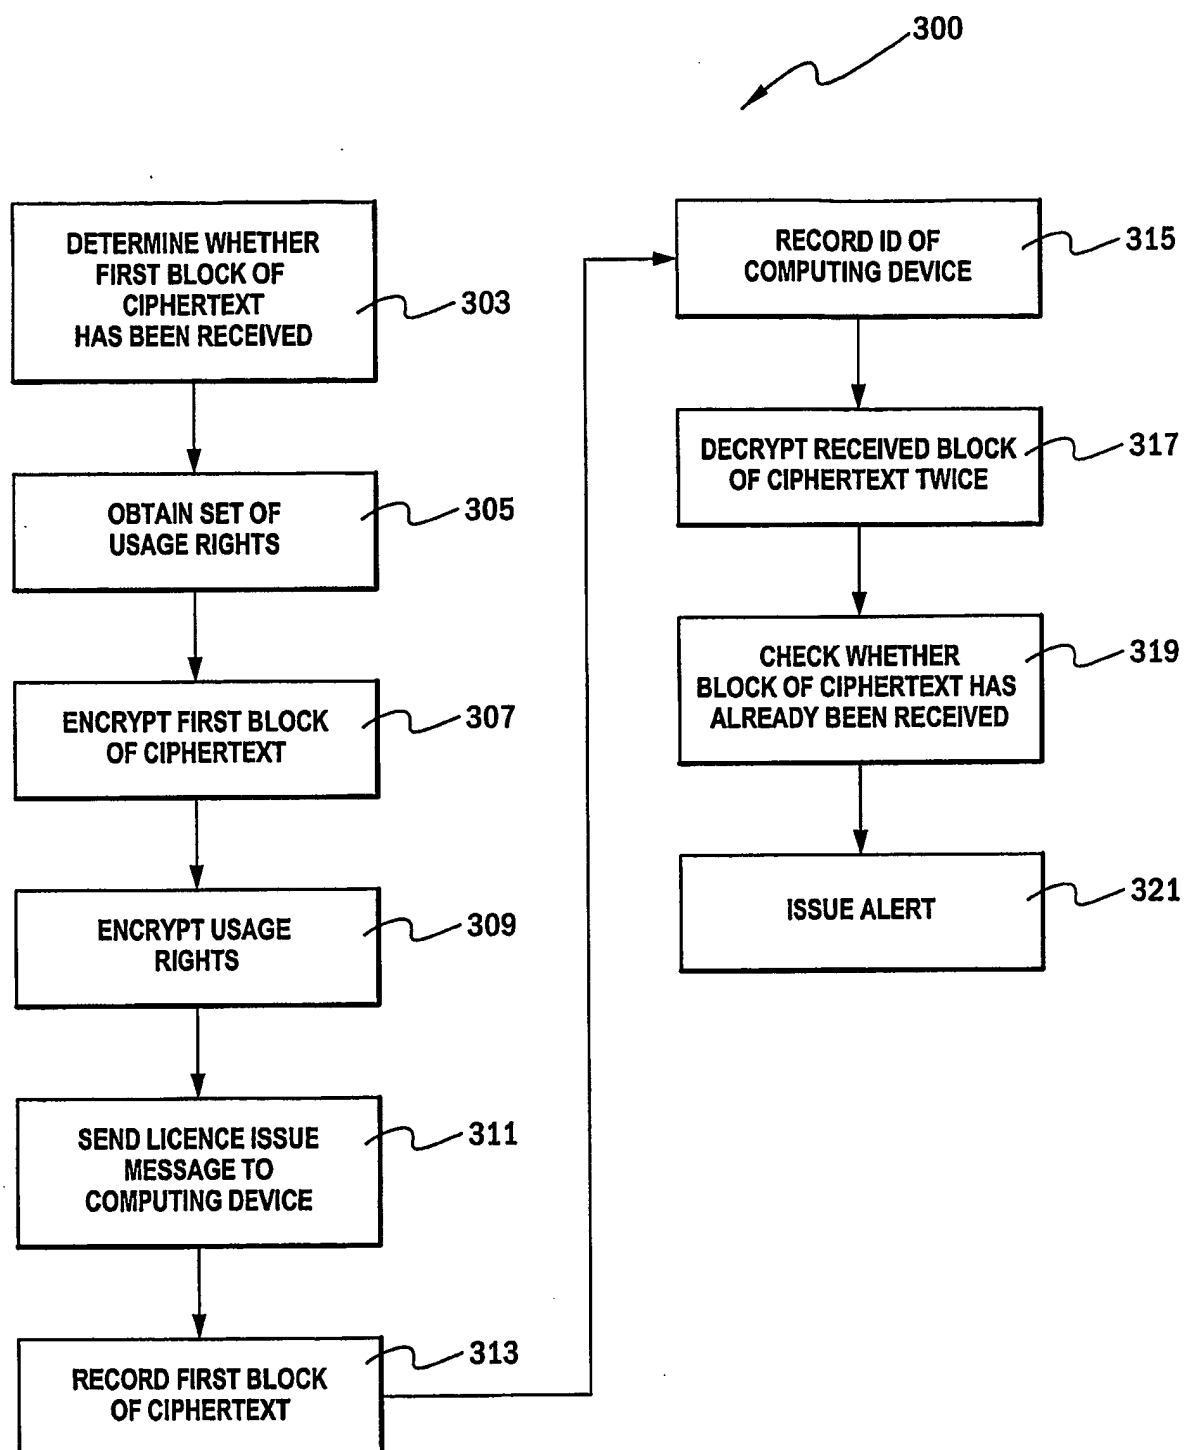 300
DETERMINE WHETHER
FIRST BLOCK OF
CIPHERTEXT
HAS BEEN RECEIVED
303
OBTAIN SET OF
USAGE RIGHTS
305
ENCRYPT FIRST BLOCK
OF CIPHERTEXT
307
ENCRYPT USAGE
RIGHTS
309
SEND LICENCE ISSUE
MESSAGE TO
COMPUTING DEVICE
311
RECORD FIRST BLOCK
OF CIPHERTEXT
313
RECORD ID OF
COMPUTING DEVICE
315
DECRYPT RECEIVED BLOCK
OF CIPHERTEXT TWICE
317
CHECK WHETHER
BLOCK OF CIPHERTEXT HAS
ALREADY BEEN RECEIVED
319
ISSUE ALERT
321